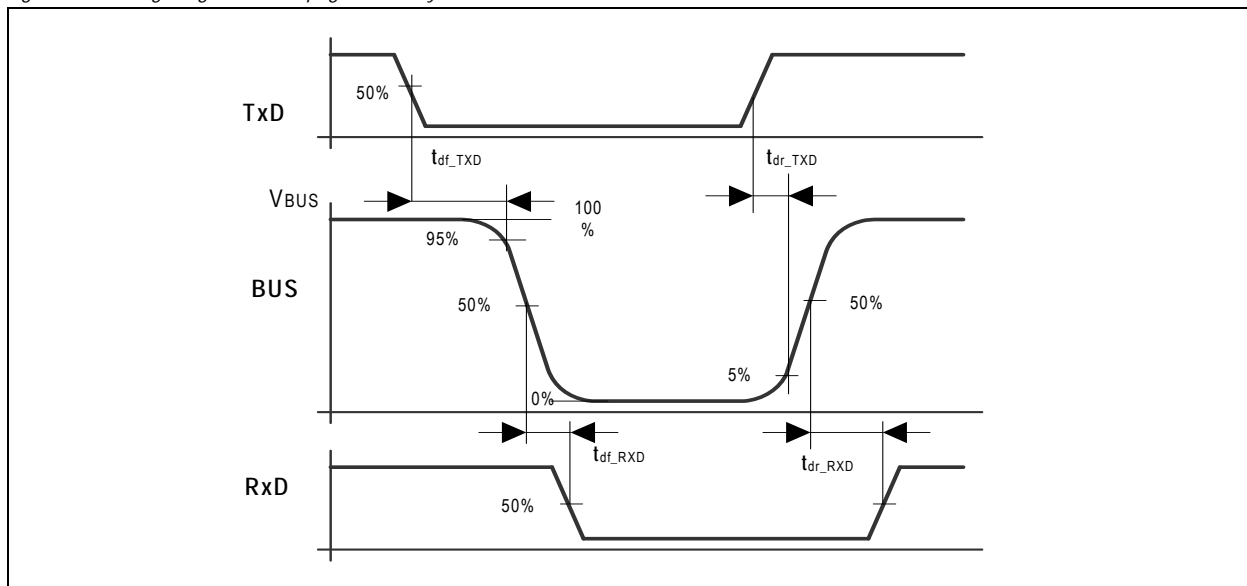 50%
TxD
tdf_TXD
tdr_TXD
VBUS
100
%
95%
BUS
50%
50%
5%
0%
tdf_RXD
tdr_RXD
RxD
50%